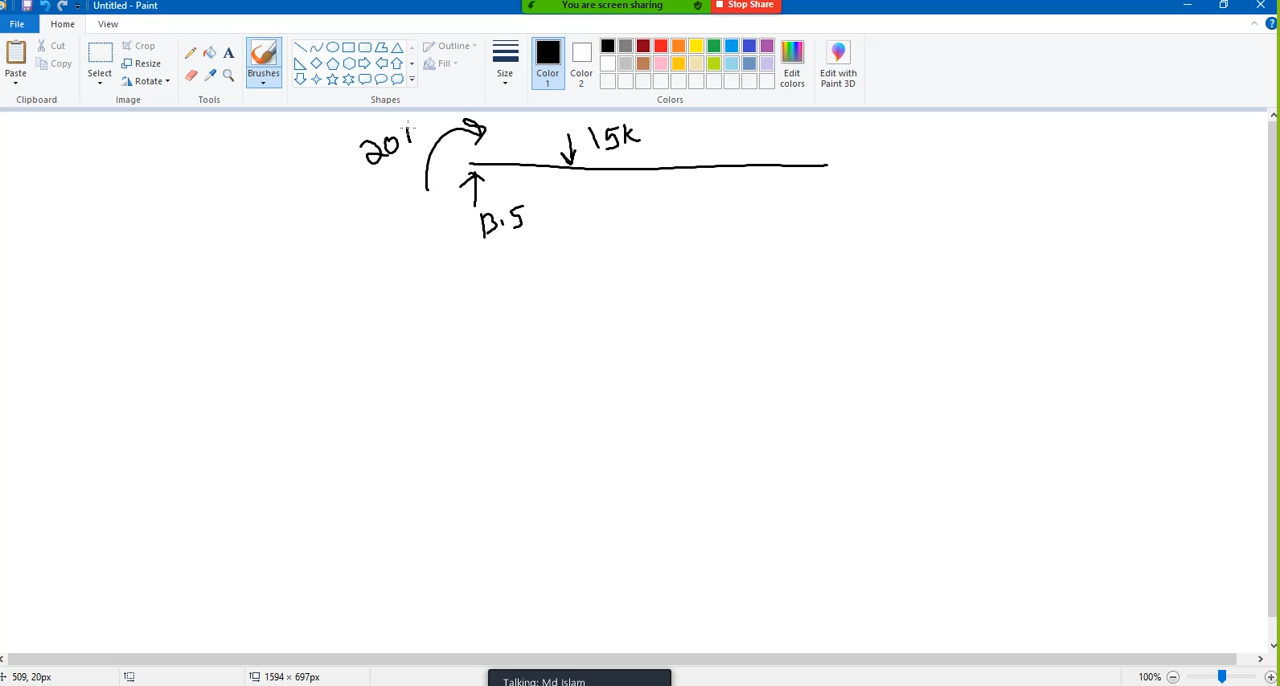 Untitled - Paint
You are screen sharing
Stop Share
File
Home
View
Paste
Cut
Copy
Clipboard
Select
Crop
Resize
Rotate
Image
Tools
Brushes
Shapes
Outline
Fill
Size
Color 1
Color 2
Edit colors
Colors
Edit with Paint 3D
201
15k
B.5
509, 20px
1594 × 697px
Talking: Md Islam
100%